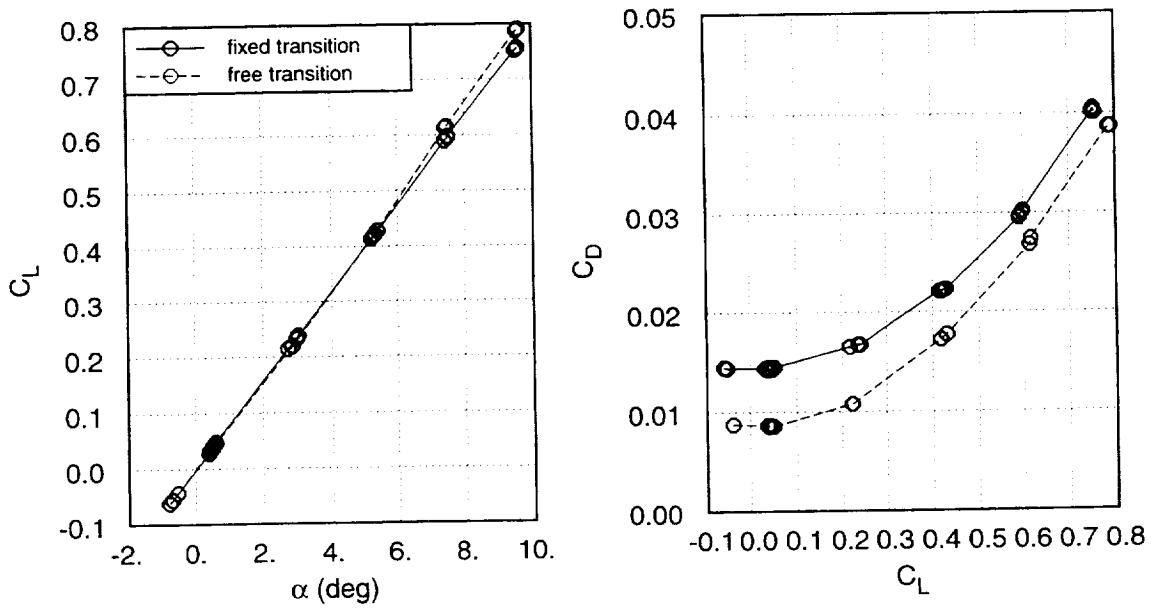 0.8
0.7
0.6
0.5
0.4
0.3
0.2
0.1
0.0
-0.1
C_L
fixed transition
free transition
-2. 0. 2. 4. 6. 8. 10.
α (deg)
0.05
0.04
0.03
0.02
0.01
0.00
C_D
-0.1 0.0 0.1 0.2 0.3 0.4 0.5 0.6 0.7 0.8
C_L